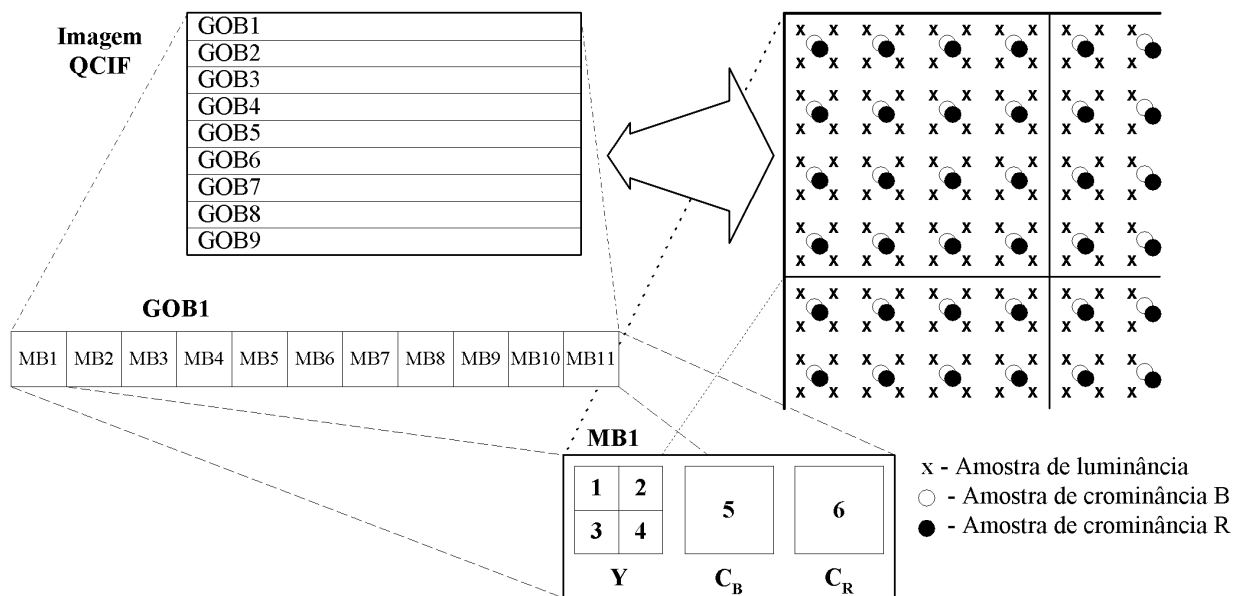 Imagem
QCIF
GOB1
GOB2
GOB3
GOB4
GOB5
GOB6
GOB7
GOB8
GOB9
GOB1
MB1 MB2 MB3 MB4 MB5 MB6 MB7 MB8 MB9 MB10 MB11
MB1
1 2
3 4
5
6
Y
C_B
C_R
x - Amostra de luminância
- Amostra de crominância B
- Amostra de crominância R